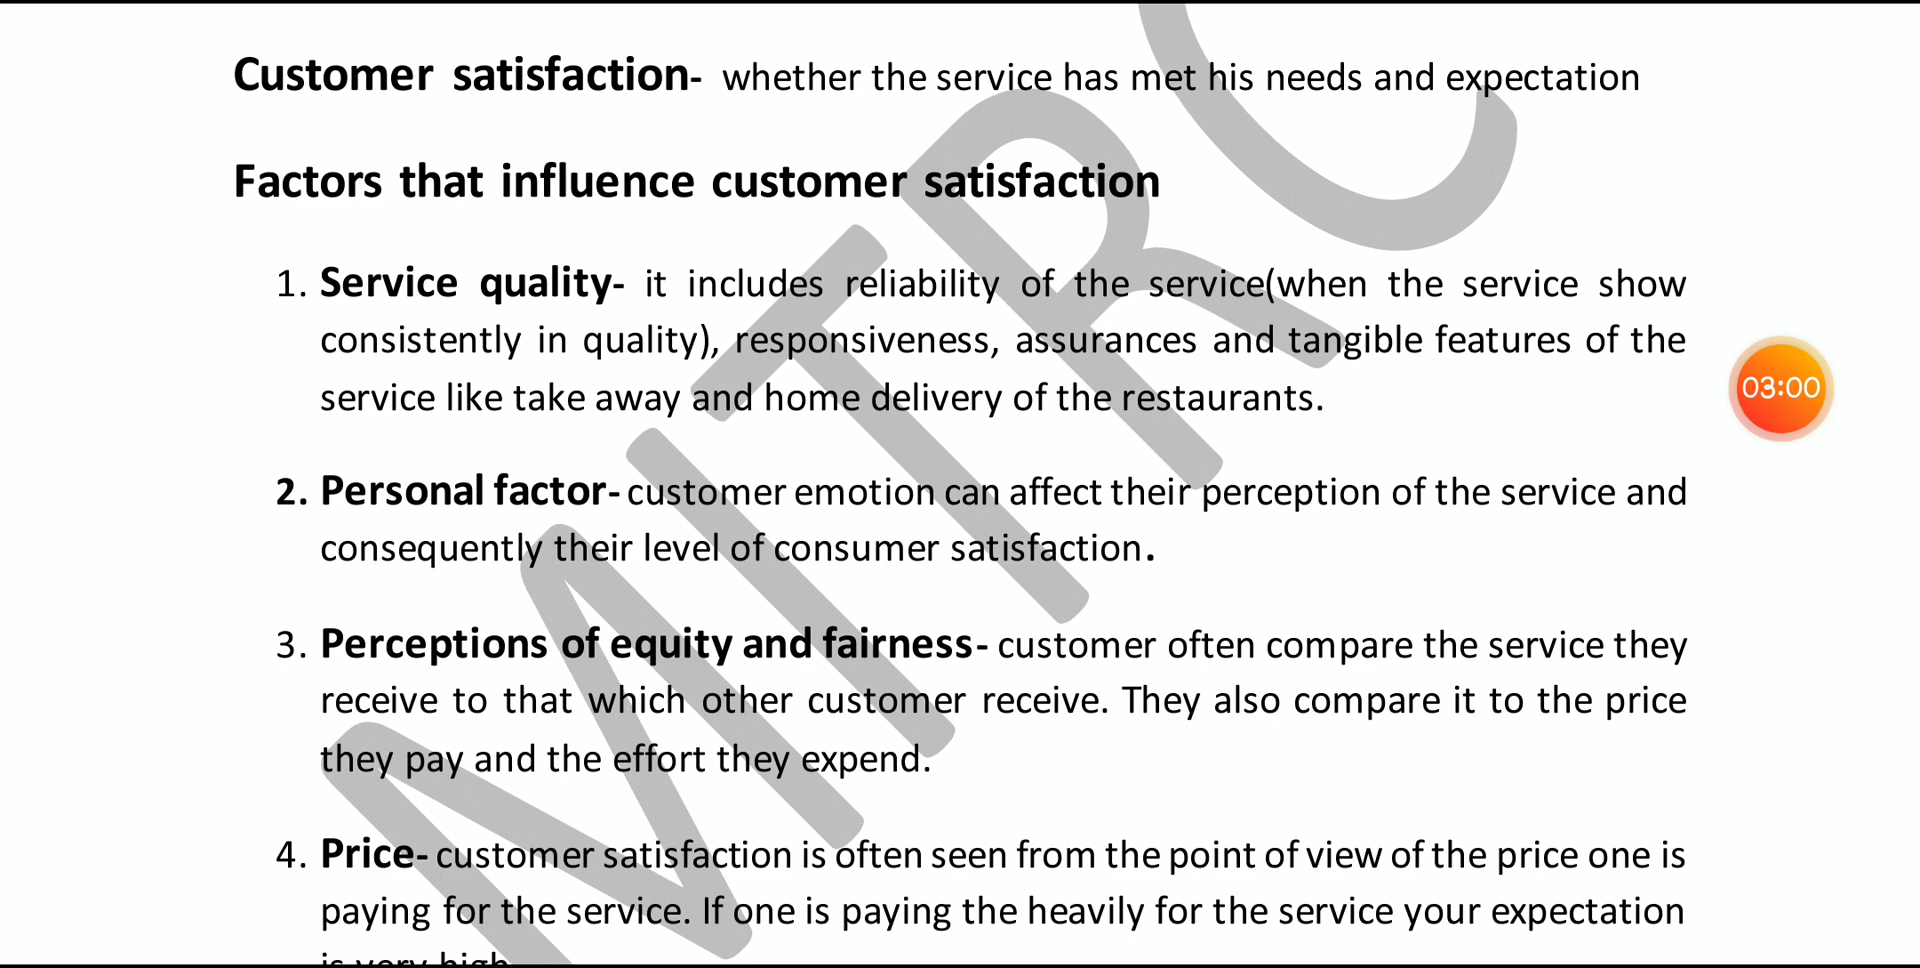 Customer satisfaction- whether the service has met his needs and expectation
Factors that influence customer satisfaction
1. Service quality- it includes reliability of the service(when the service show
consistently in quality), responsiveness, assurances and tangible features of the
service like take away and home delivery of the restaurants.
03:00
2. Personal factor- customer emotion can affect their perception of the service and
consequently their level of consumer satisfaction.
3. Perceptions of equity and fairness- customer often compare the service they
receive to that which other customer receive. They also compare it to the price
they pay and the effort they expend.
4. Price- customer satisfaction is often seen from the point of view of the price one is
paying for the service. If one is paying the heavily for the service your expectation
is very high
MITRC